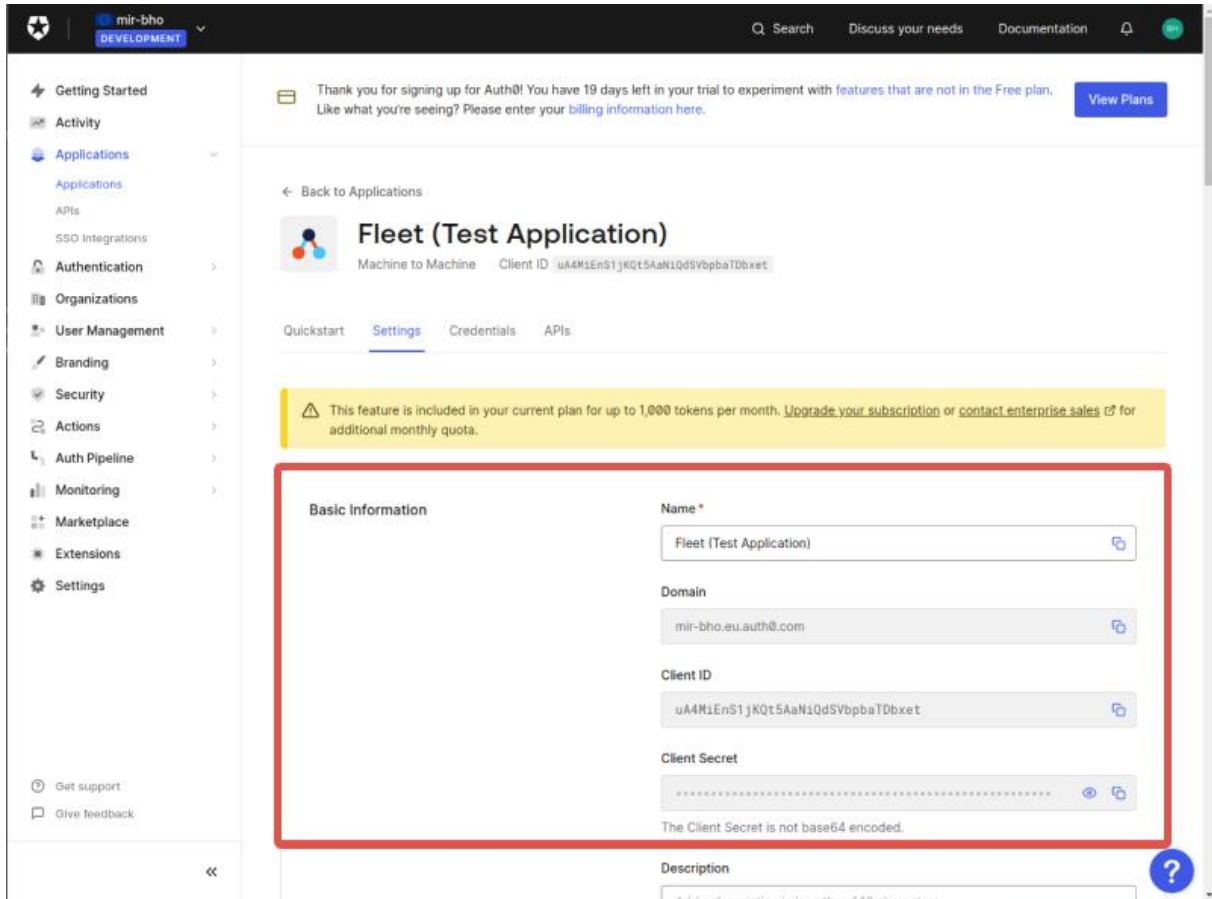 mir-bho
DEVELOPMENT
Search
Discuss your needs
Documentation
Getting Started
Activity
Applications
Applications
APIs
SSO Integrations
Authentication
Organizations
User Management
Branding
Security
Actions
Auth Pipeline
Monitoring
Marketplace
Extensions
Settings
Get support
Give feedback
Thank you for signing up for Auth0! You have 19 days left in your trial to experiment with features that are not in the Free plan.
Like what you're seeing? Please enter your billing information here.
View Plans
← Back to Applications
Fleet (Test Application)
Machine to Machine Client ID uA4MiEnS1jKQt5AaNiQdSVbpbaTDbxet
Quickstart Settings Credentials APIs
This feature is included in your current plan for up to 1,000 tokens per month. Upgrade your subscription or contact enterprise sales for
additional monthly quota.
Basic Information
Name *
Fleet (Test Application)
Domain
mir-bho.eu.auth0.com
Client ID
uA4MiEnS1jKQt5AaNiQdSVbpbaTDbxet
Client Secret
The Client Secret is not base64 encoded.
Description
?